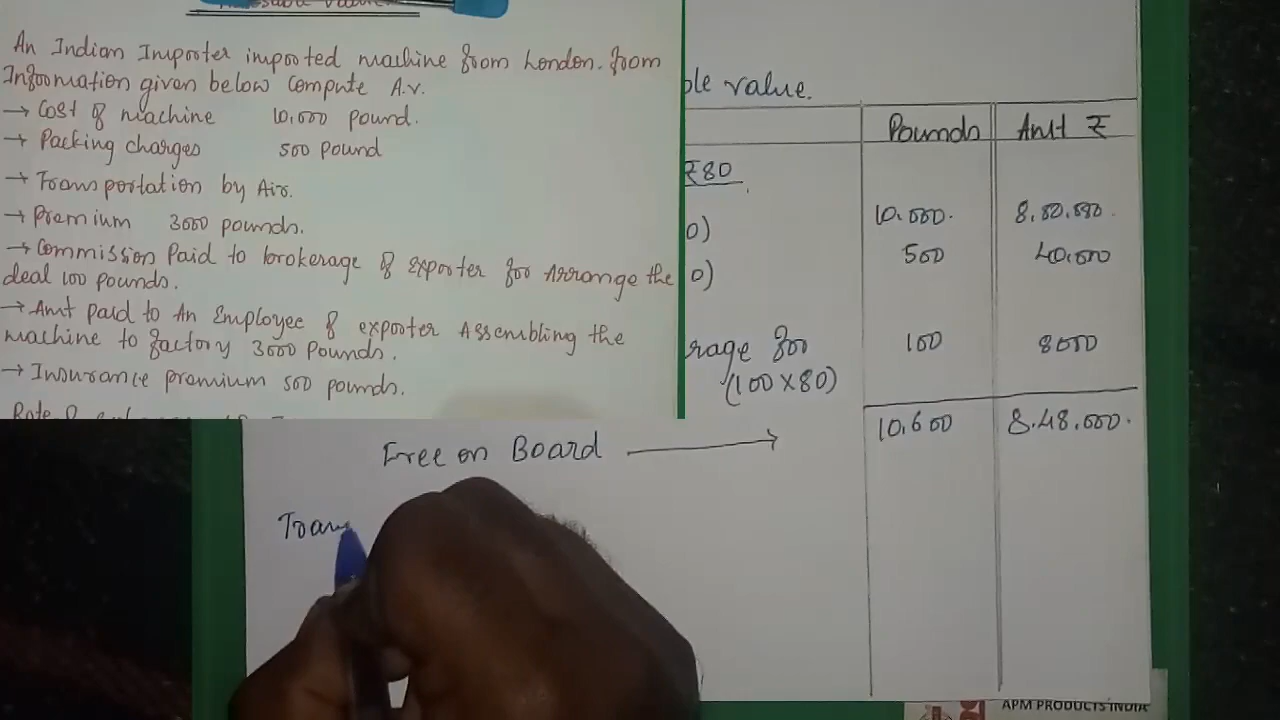 An Indian Importer imported machine from London. from
Information given below compute A.V.
→ Cost of machine 10,000 pound.
→ Packing charges 500 pound
→ Transportation by Air.
→ Premium 3000 pounds.
→ Commission Paid to brokerage of exporter for Arrange the
deal 100 pounds.
→ Amt paid to An Employee of exporter Assembling the
machine to factory 3000 Pounds.
→ Insurance premium 500 pounds.
ble value.
Pounds Amt ₹
₹80
0) 10,000. 8,00,000.
0) 500 40,000
rage for 100 8000
(100X80)
10,600 8,48,000.
Free on Board →
Tran
APM PRODUCTS INDIA